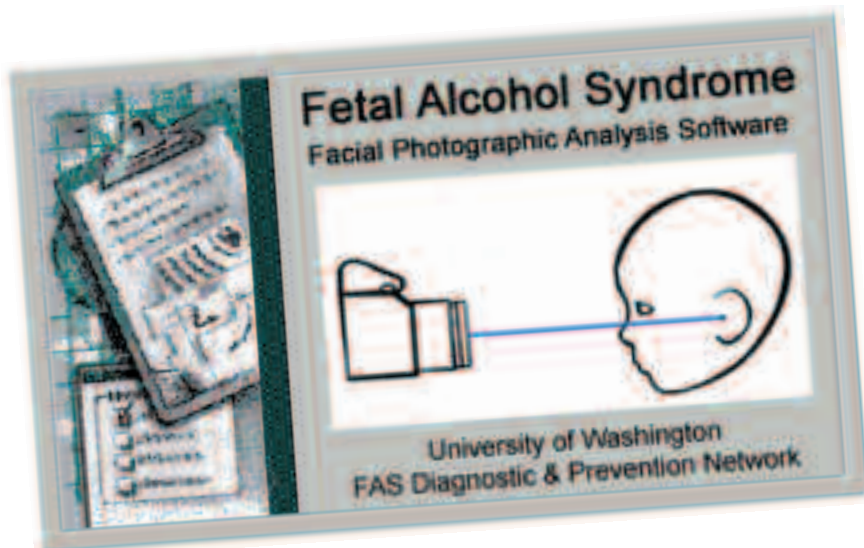 Fetal Alcohol Syndrome
Facial Photographic Analysis Software
University of Washington
FAS Diagnostic & Prevention Network